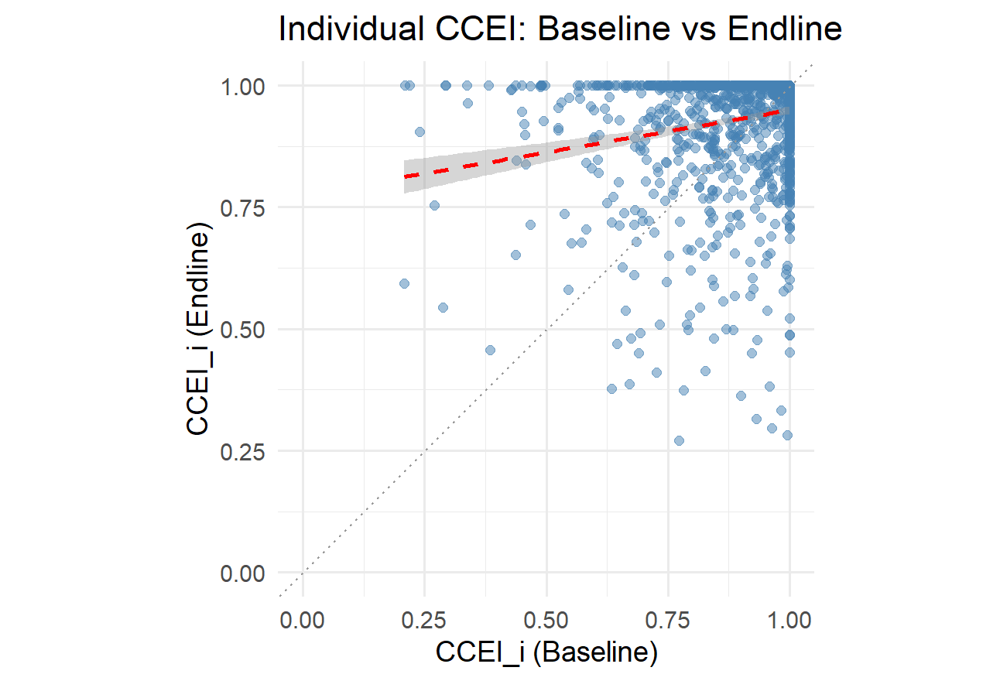 Individual CCEI: Baseline vs Endline
1.00
0.75
0.50
0.25
0.00
CCEI_i (Endline)
0.00 0.25 0.50 0.75 1.00
CCEI_i (Baseline)